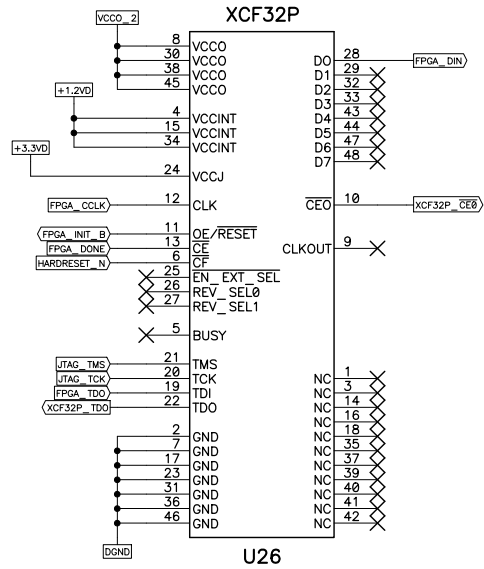 XCF32P
VCCO_2
8 VCCO
30 VCCO D0 28 FPGA_DIN
38 VCCO D1 29
45 VCCO D2 32
+1.2VD D3 33
4 VCCINT D4 43
15 VCCINT D5 44
34 VCCINT D6 47
D7 48
+3.3VD
24 VCCJ
FPGA_CCLK 12 CLK CEO 10 XCF32P_CE0
FPGA_INIT_B 11 OE/RESET
FPGA_DONE 13 CE CLKOUT 9
HARDRESET_N 6 CF
25 EN_EXT_SEL
26 REV_SEL0
27 REV_SEL1
5 BUSY
JTAG_TMS 21 TMS NC 1
JTAG_TCK 20 TCK NC 3
FPGA_TDO 19 TDI NC 14
XCF32P_TDO 22 TDO NC 16
NC 18
2 GND NC 35
7 GND NC 37
17 GND NC 39
23 GND NC 40
31 GND NC 41
36 GND NC 42
46 GND
DGND
U26